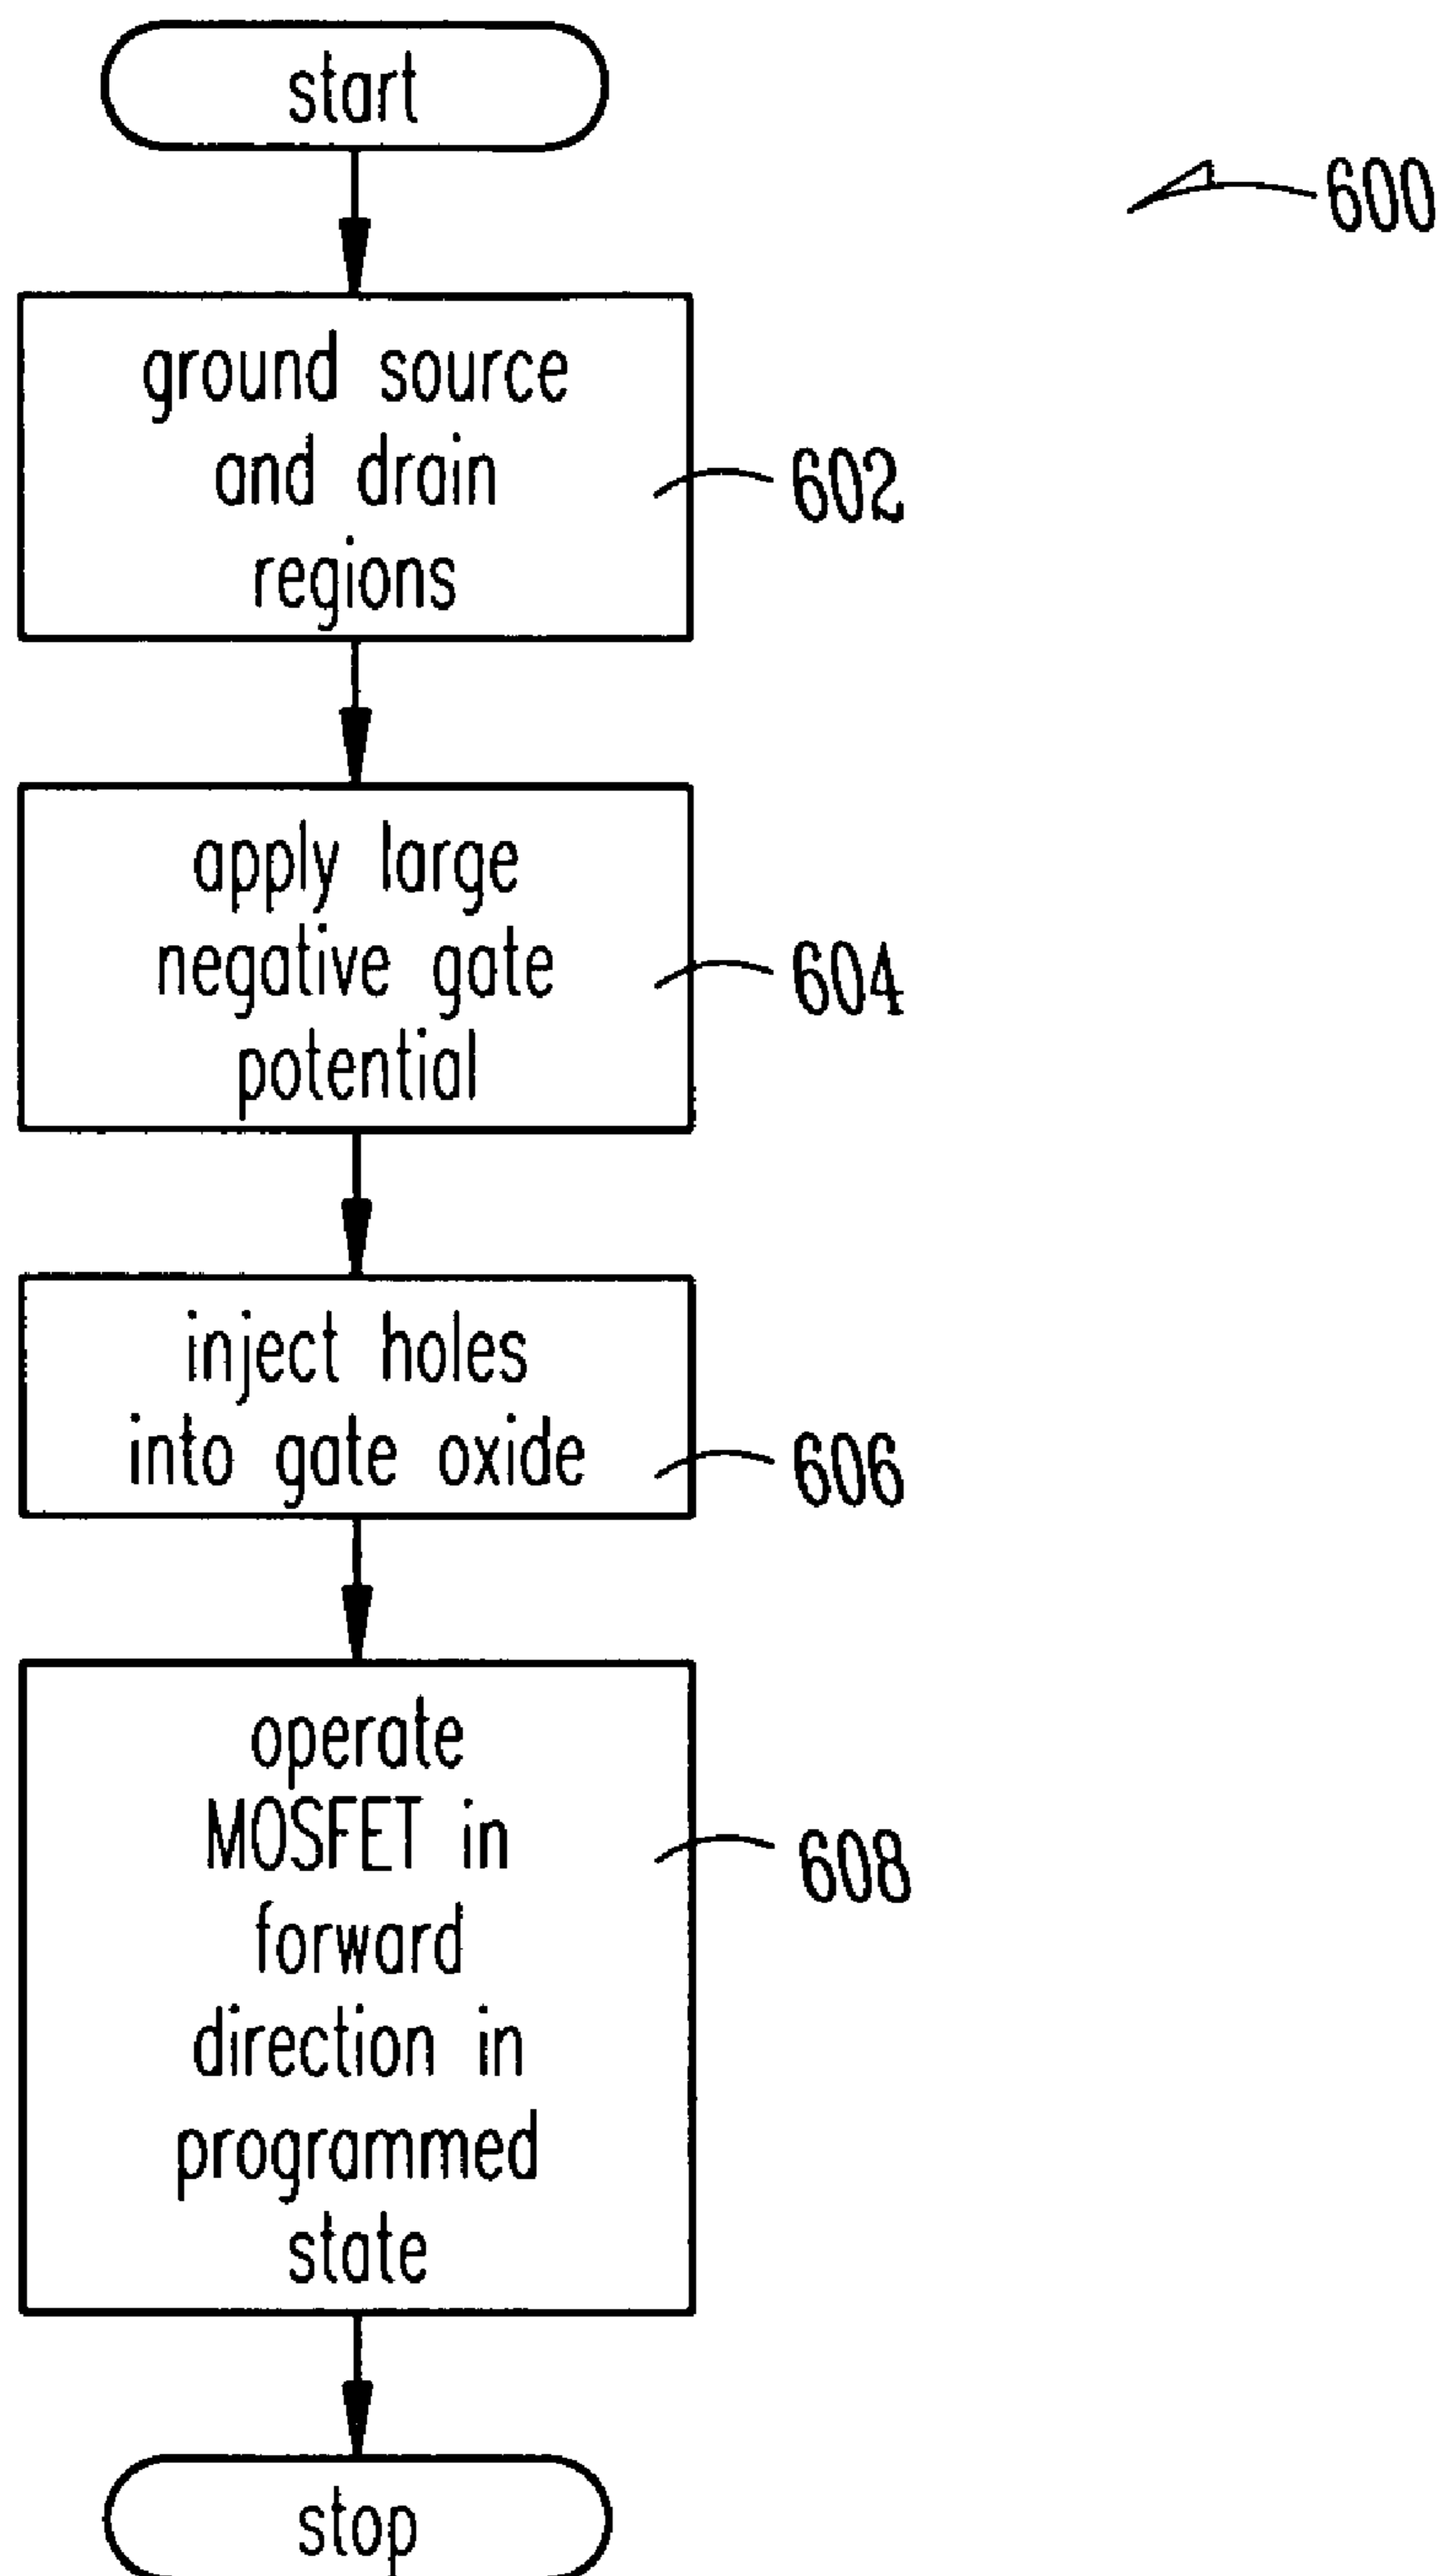 start
600
ground source
and drain
regions
602
apply large
negative gate
potential
604
inject holes
into gate oxide
606
operate
MOSFET in
forward
direction in
programmed
state
608
stop